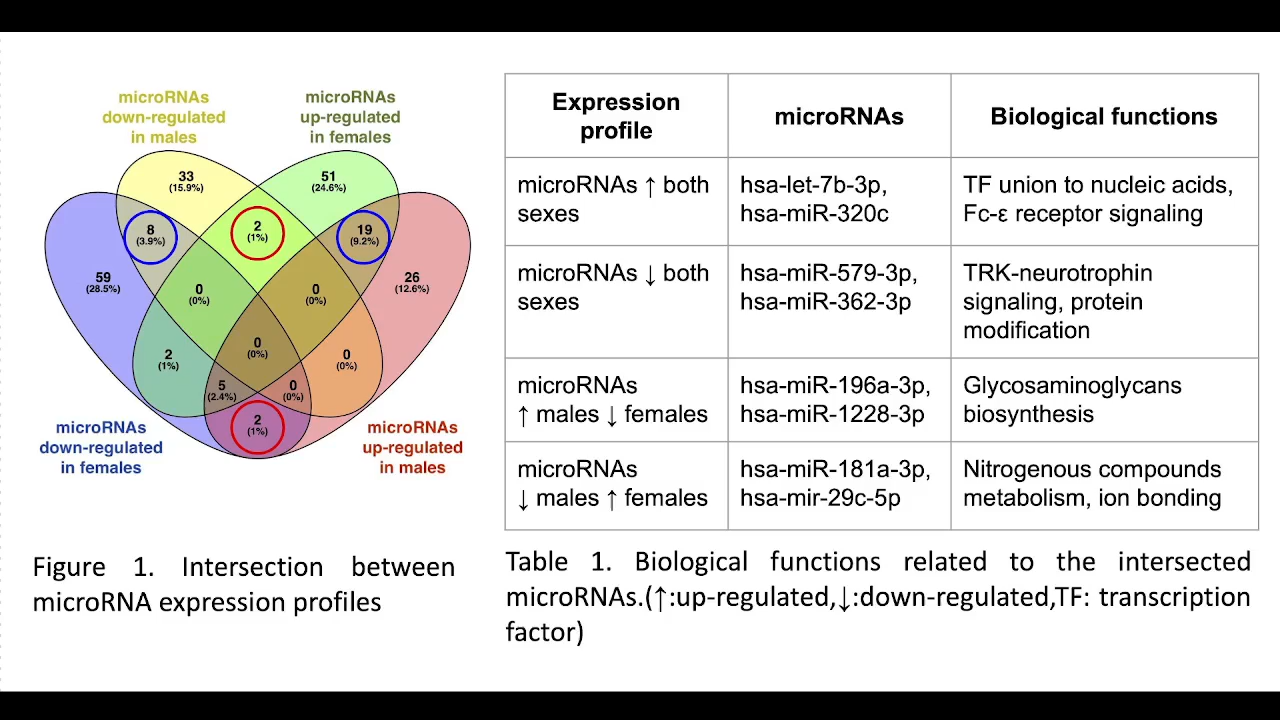 microRNAs
down-regulated
in males
microRNAs
up-regulated
in females
33
(15.9%)
51
(24.6%)
8
(3.9%)
2
(1%)
19
(9.2%)
59
(28.5%)
0
(0%)
0
(0%)
26
(12.6%)
2
(1%)
0
(0%)
0
(0%)
5
(2.4%)
0
(0%)
2
(1%)
microRNAs
down-regulated
in females
microRNAs
up-regulated
in males
Figure 1. Intersection between
microRNA expression profiles
Expression
profile
microRNAs
Biological functions
microRNAs ↑ both
sexes
hsa-let-7b-3p,
hsa-miR-320c
TF union to nucleic acids,
Fc-ε receptor signaling
microRNAs ↓ both
sexes
hsa-miR-579-3p,
hsa-miR-362-3p
TRK-neurotrophin
signaling, protein
modification
microRNAs
↑ males ↓ females
hsa-miR-196a-3p,
hsa-miR-1228-3p
Glycosaminoglycans
biosynthesis
microRNAs
↓ males ↑ females
hsa-miR-181a-3p,
hsa-mir-29c-5p
Nitrogenous compounds
metabolism, ion bonding
Table 1. Biological functions related to the intersected
microRNAs.(↑:up-regulated,↓:down-regulated,TF: transcription
factor)